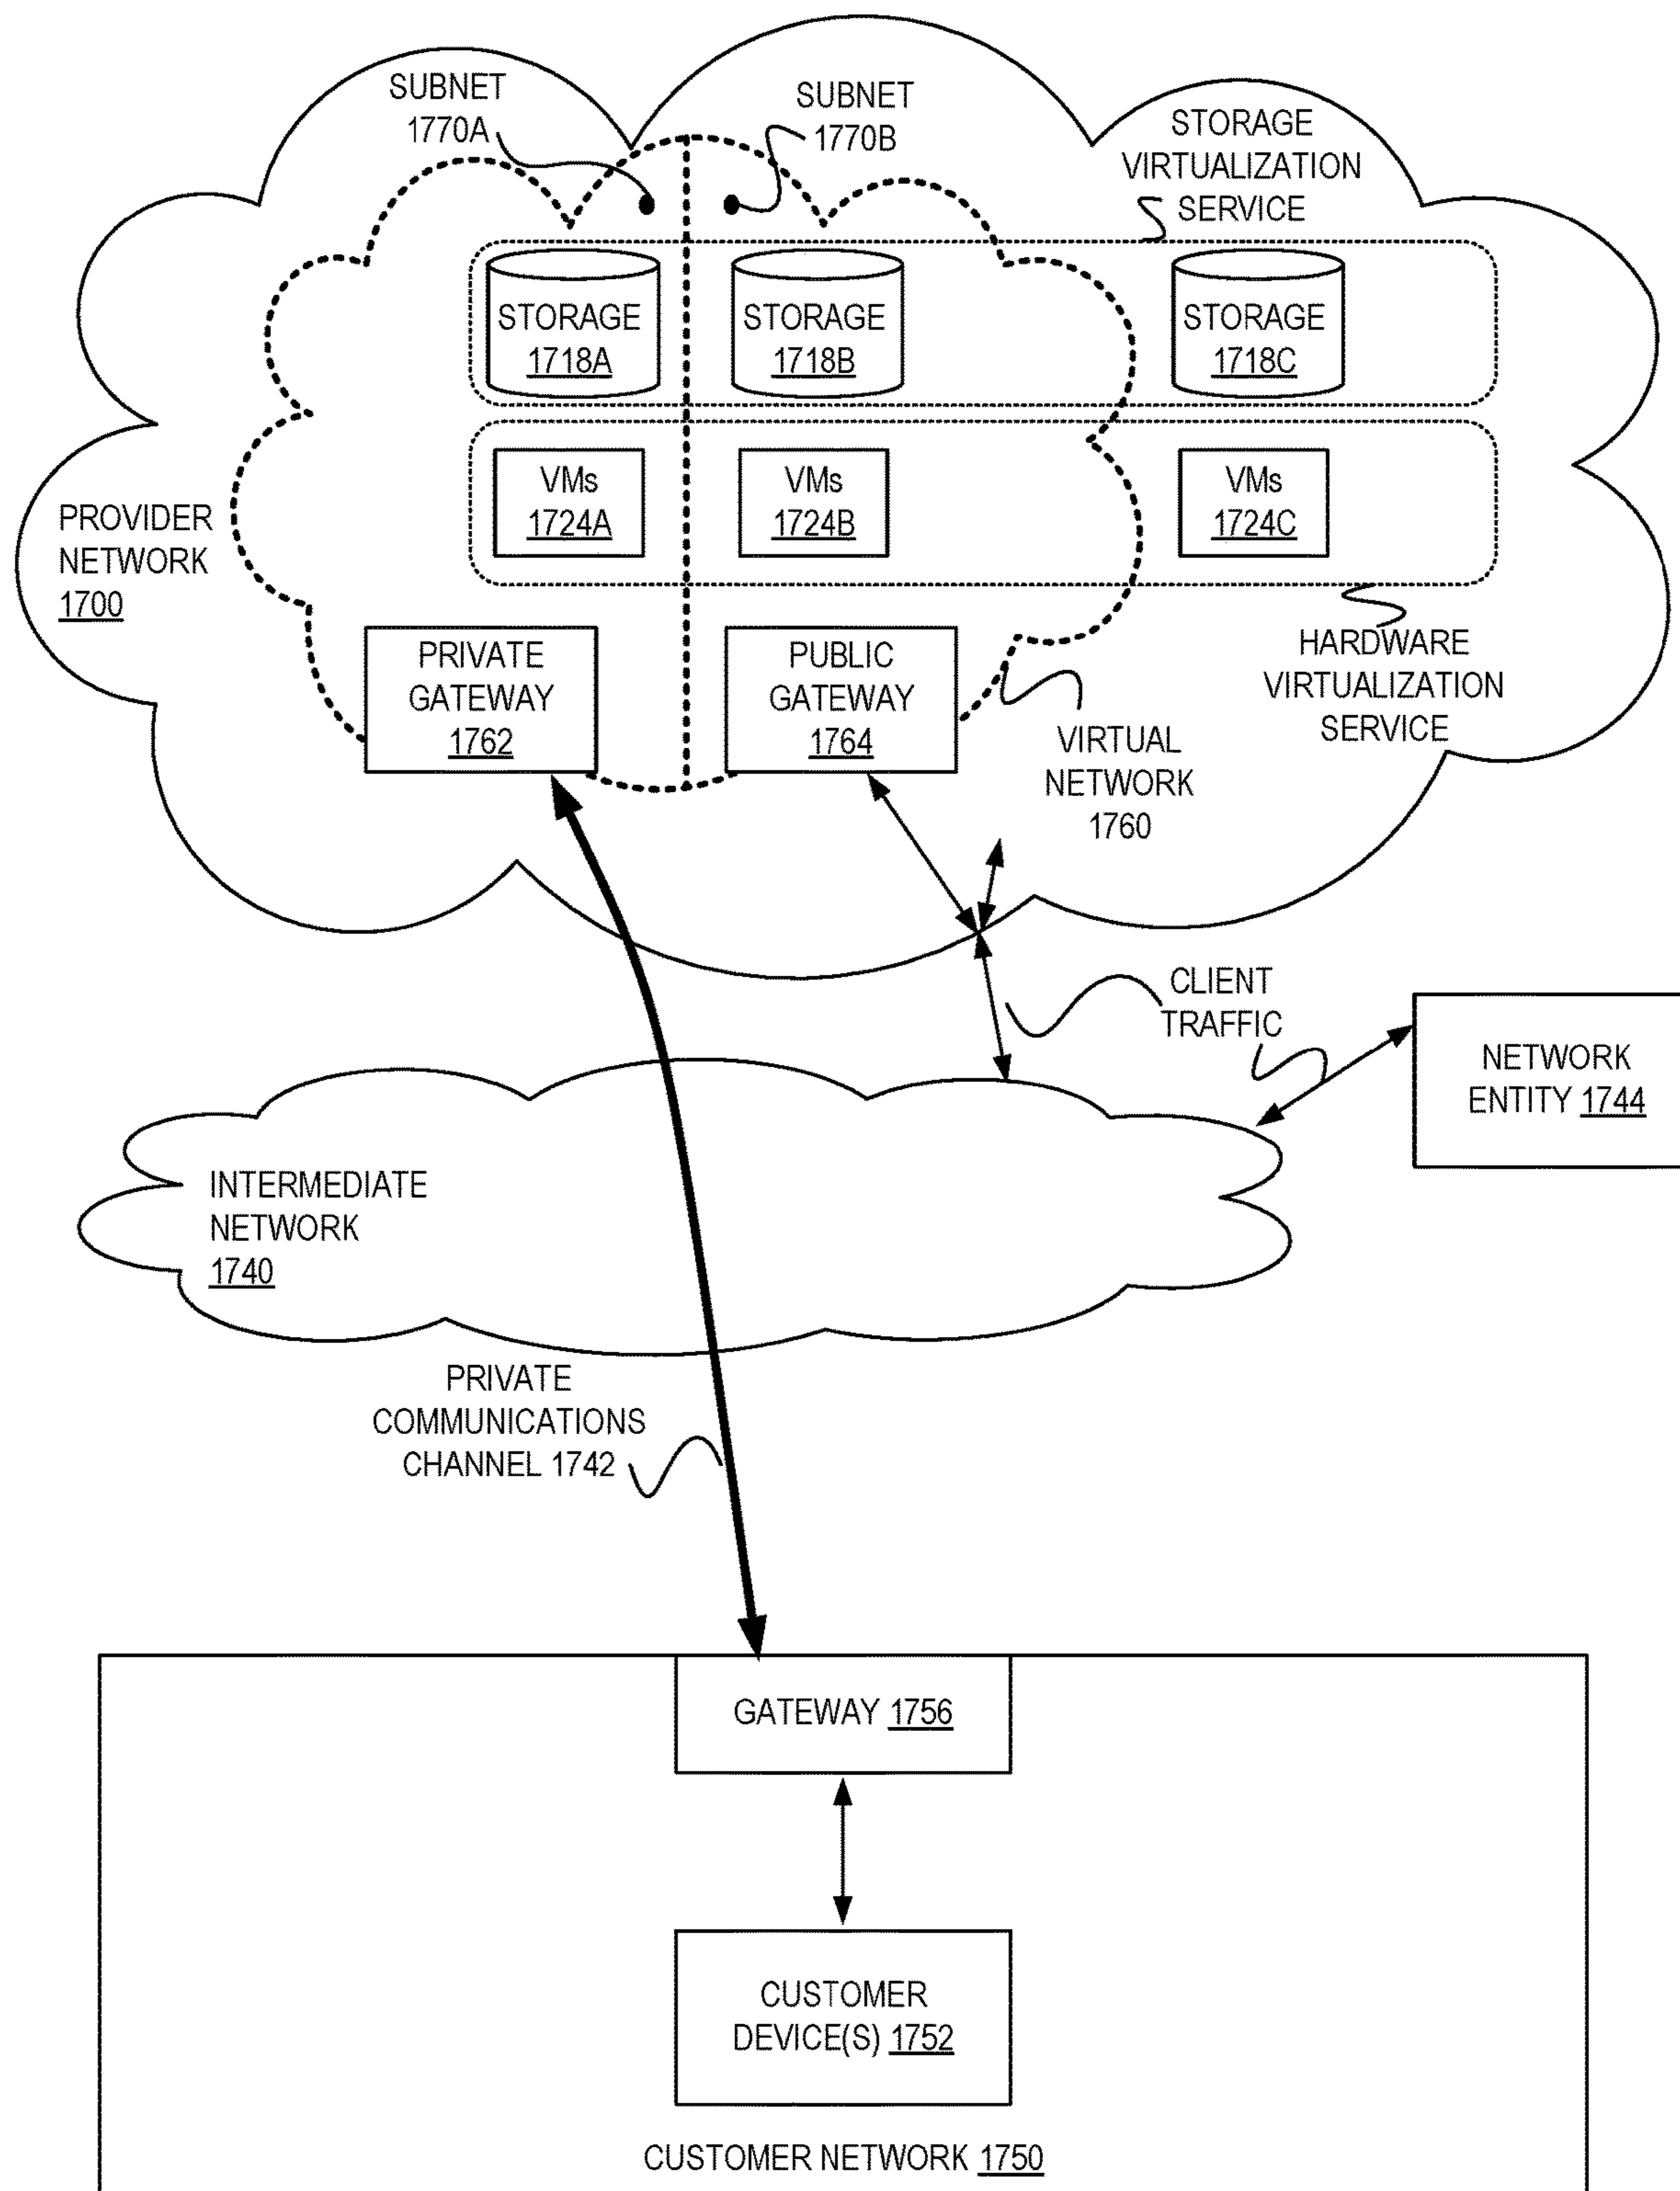 SUBNET
1770A
SUBNET
1770B
STORAGE
VIRTUALIZATION
SERVICE
STORAGE
1718A
STORAGE
1718B
STORAGE
1718C
VMs
1724A
VMs
1724B
VMs
1724C
PROVIDER
NETWORK
1700
PRIVATE
GATEWAY
1762
PUBLIC
GATEWAY
1764
HARDWARE
VIRTUALIZATION
SERVICE
VIRTUAL
NETWORK
1760
CLIENT
TRAFFIC
NETWORK
ENTITY 1744
INTERMEDIATE
NETWORK
1740
PRIVATE
COMMUNICATIONS
CHANNEL 1742
GATEWAY 1756
CUSTOMER
DEVICE(S) 1752
CUSTOMER NETWORK 1750